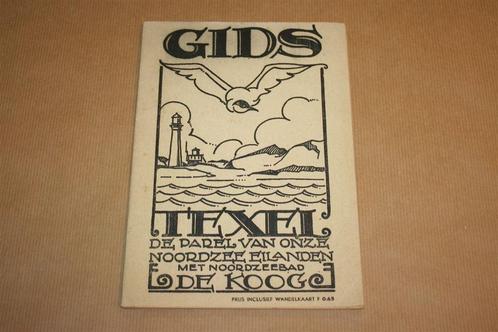 GIDS
TEXEL
DE PAREL VAN ONZE
NOORDZEE EILANDEN
MET NOORDZEEBAD
DE KOOG
PRIJS INCLUSIEF WANDELKAART F 0.65